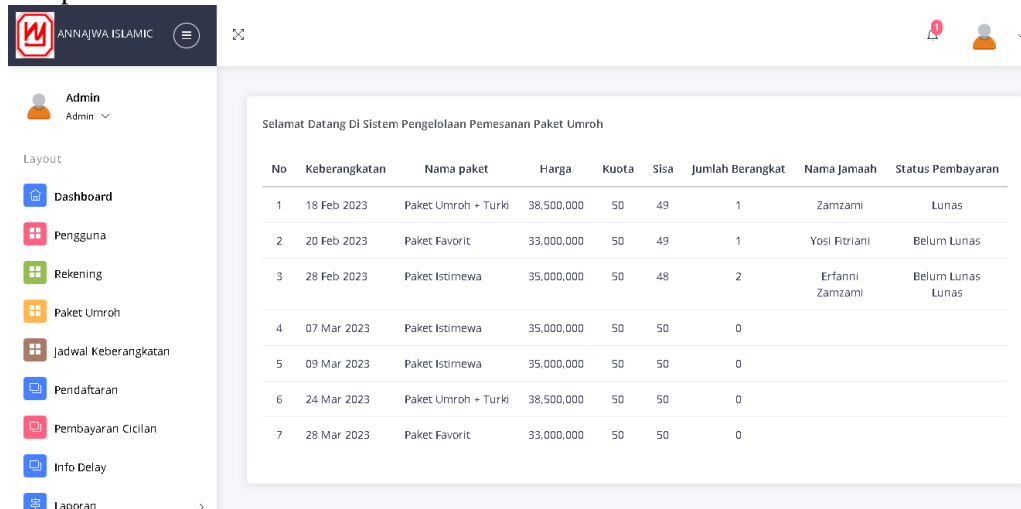 ANNAJWA ISLAMIC
1
Admin
Admin
Layout
Dashboard
Pengguna
Rekening
Paket Umroh
Jadwal Keberangkatan
Pendaftaran
Pembayaran Cicilan
Info Delay
Laporan
Selamat Datang Di Sistem Pengelolaan Pemesanan Paket Umroh
No Keberangkatan Nama paket Harga Kuota Sisa Jumlah Berangkat Nama Jamaah Status Pembayaran
1 18 Feb 2023 Paket Umroh + Turki 38,500,000 50 49 1 Zamzami Lunas
2 20 Feb 2023 Paket Favorit 33,000,000 50 49 1 Yosi Fitriani Belum Lunas
3 28 Feb 2023 Paket Istimewa 35,000,000 50 48 2 Erfanni Belum Lunas
Zamzami Lunas
4 07 Mar 2023 Paket Istimewa 35,000,000 50 50 0
5 09 Mar 2023 Paket Istimewa 35,000,000 50 50 0
6 24 Mar 2023 Paket Umroh + Turki 38,500,000 50 50 0
7 28 Mar 2023 Paket Favorit 33,000,000 50 50 0